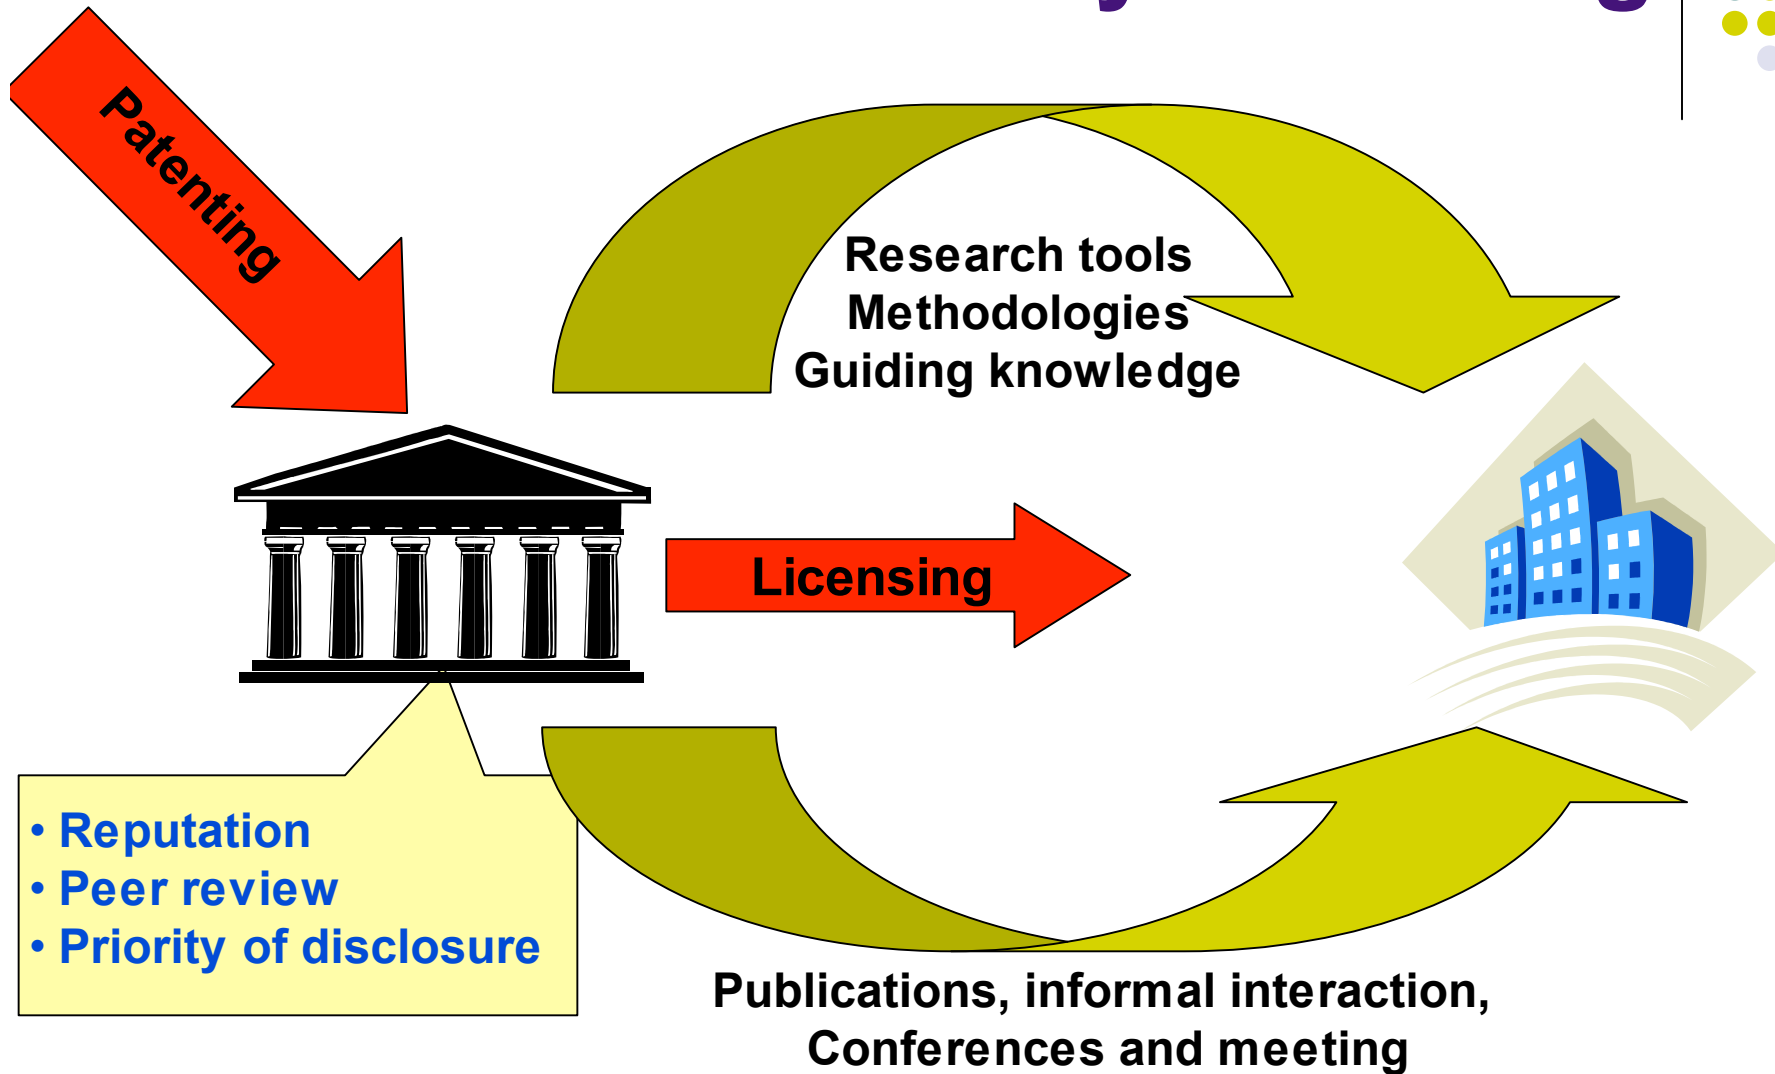 Patenting
Research tools
Methodologies
Guiding knowledge
Licensing
• Reputation
• Peer review
• Priority of disclosure
Publications, informal interaction,
Conferences and meeting